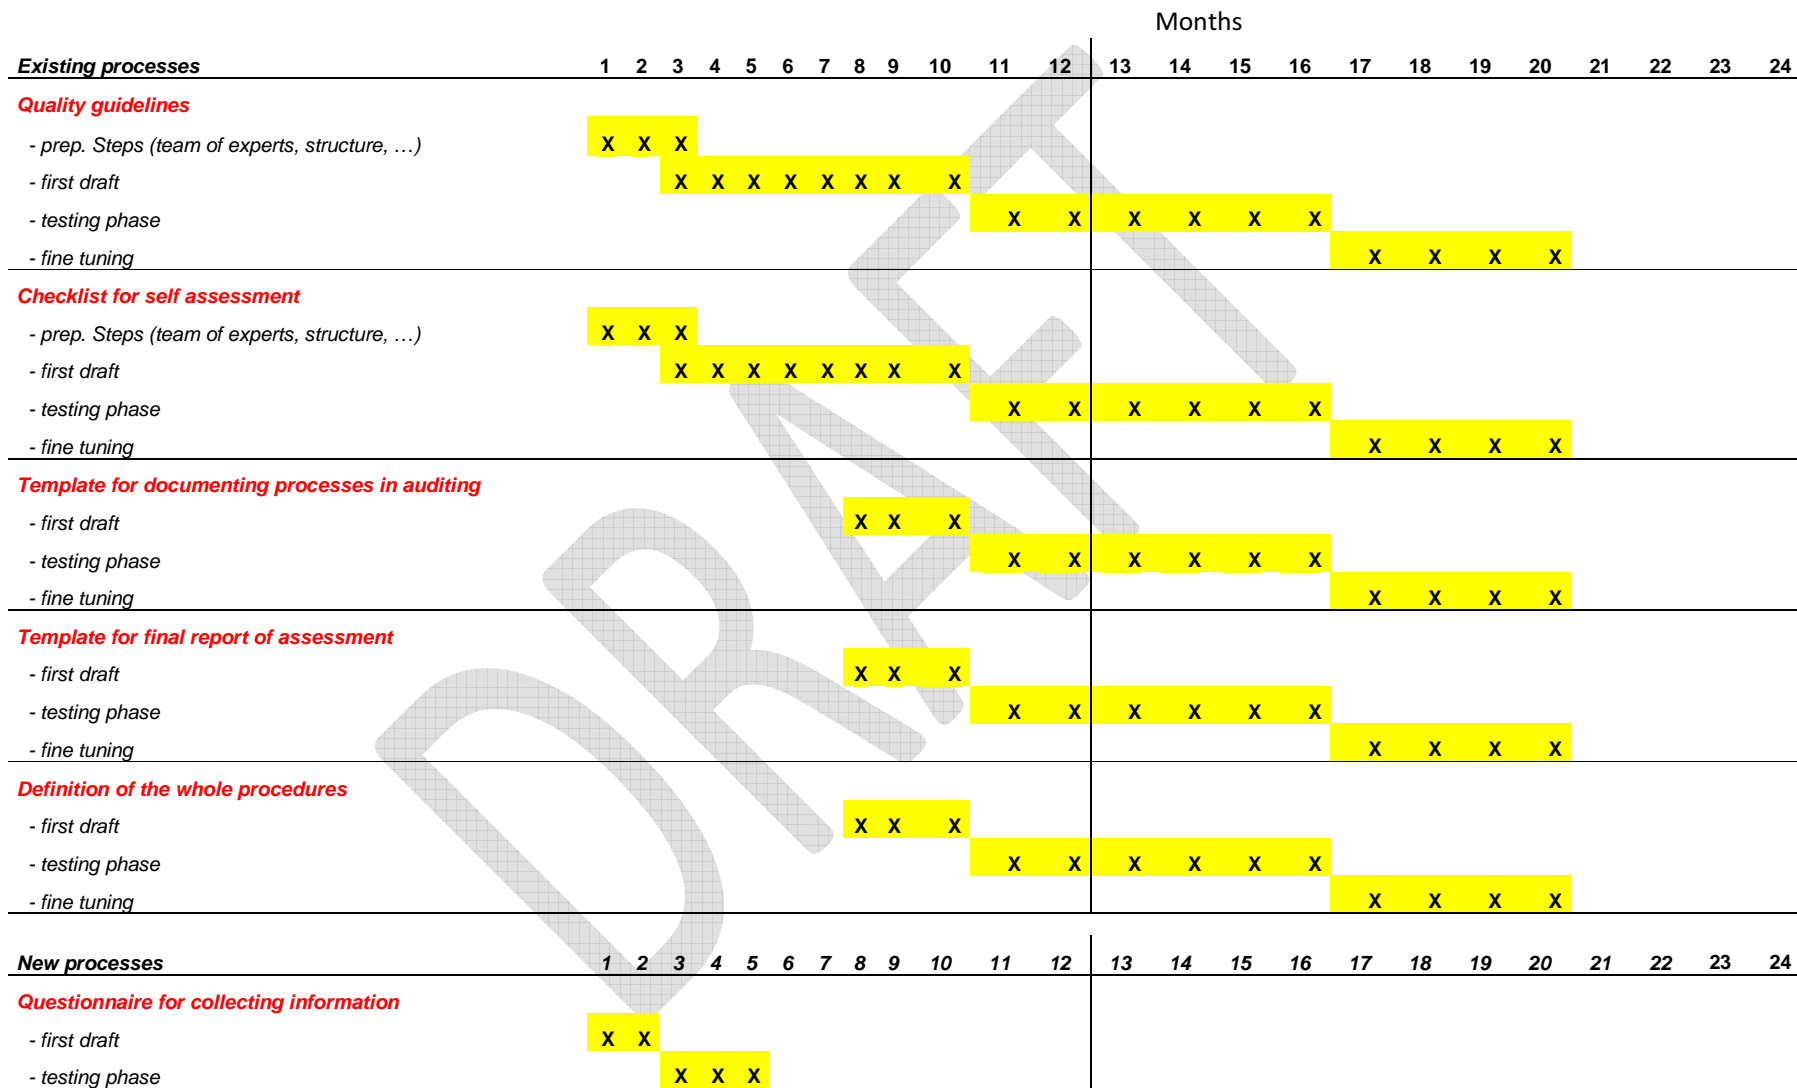 Months
Existing processes 1 2 3 4 5 6 7 8 9 10 11 12 13 14 15 16 17 18 19 20 21 22 23 24
Quality guidelines
- prep. Steps (team of experts, structure, …) X X X
- first draft X X X X X X X X
- testing phase X X X X X X
- fine tuning X X X X
Checklist for self assessment
- prep. Steps (team of experts, structure, …) X X X
- first draft X X X X X X X X
- testing phase X X X X X X
- fine tuning X X X X
Template for documenting processes in auditing
- first draft X X X
- testing phase X X X X X X
- fine tuning X X X X
Template for final report of assessment
- first draft X X X
- testing phase X X X X X X
- fine tuning X X X X
Definition of the whole procedures
- first draft X X X
- testing phase X X X X X X
- fine tuning X X X X
New processes 1 2 3 4 5 6 7 8 9 10 11 12 13 14 15 16 17 18 19 20 21 22 23 24
Questionnaire for collecting information
- first draft X X
- testing phase X X X
DRAFT